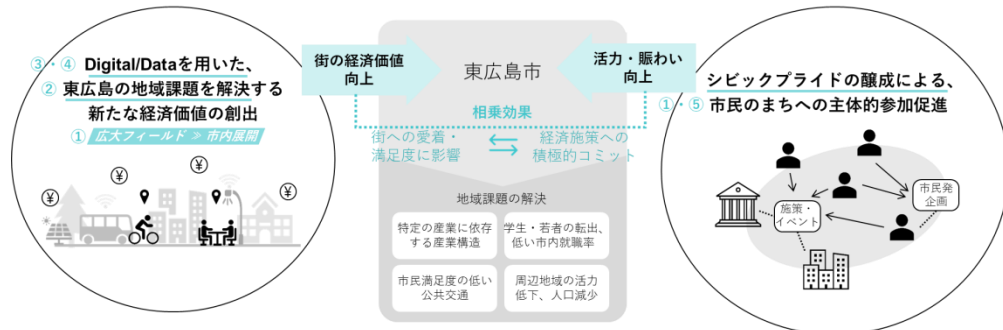 ③・④ Digital/Dataを用いた、
② 東広島の地域課題を解決する
新たな経済価値の創出
① 広大フィールド ≫ 市内展開
¥
¥
¥
¥
街の経済価値
向上
東広島市
活力・賑わい
向上
相乗効果
街への愛着・
満足度に影響
経済施策への
積極的コミット
地域課題の解決
特定の産業に依存
する産業構造
学生・若者の転出、
低い市内就職率
市民満足度の低い
公共交通
周辺地域の活力
低下、人口減少
シビックプライドの醸成による、
①・⑤ 市民のまちへの主体的参加促進
施策・
イベント
市民発
企画